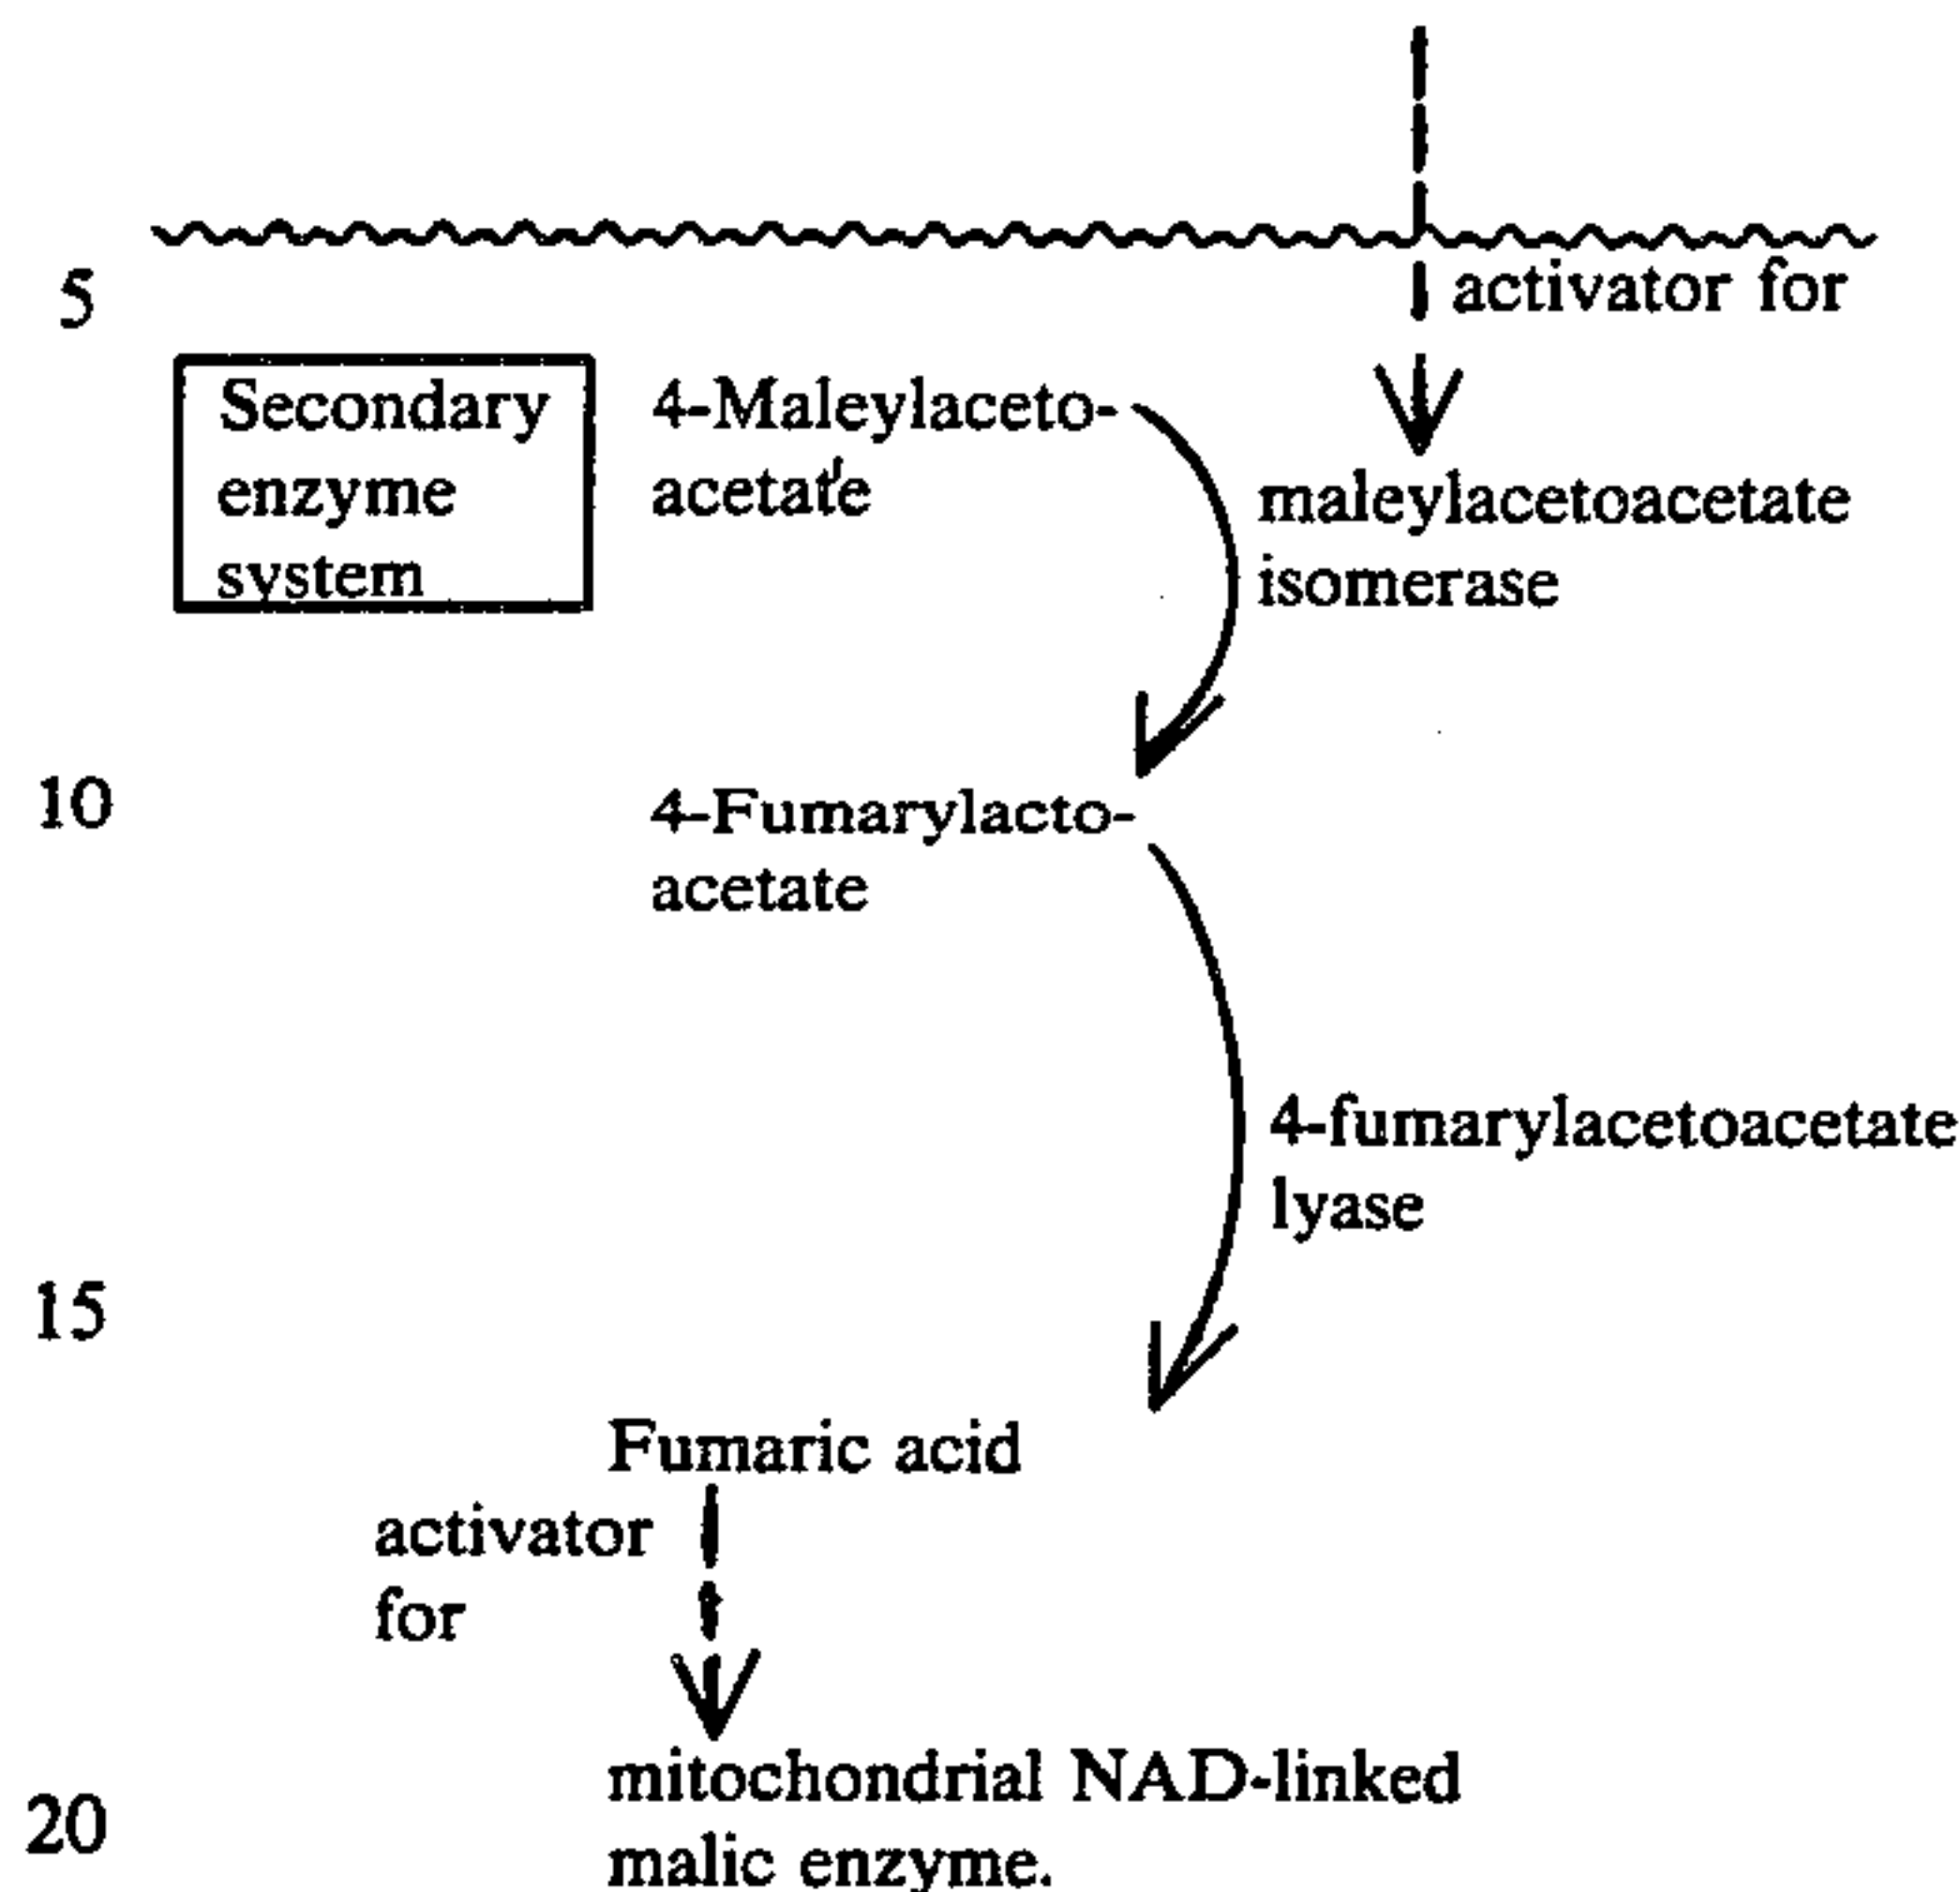 5
activator for
Secondary
enzyme
system
4-Maleylaceto-
acetate
maleylacetoacetate
isomerase
10
4-Fumarylacto-
acetate
4-fumarylacetoacetate
lyase
15
Fumaric acid
activator
for
mitochondrial NAD-linked
20
malic enzyme.